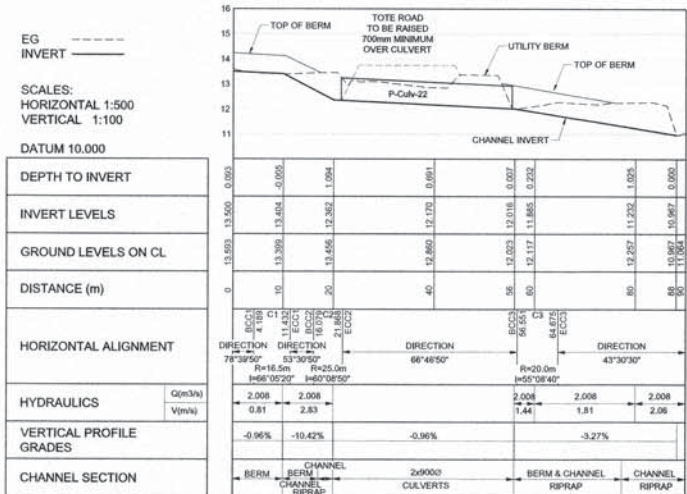 EG
INVERT
SCALES:
HORIZONTAL 1:500
VERTICAL 1:100
DATUM 10.000
16
15
14
13
12
11
TOP OF BERM
TOTE ROAD
TO BE RAISED
700mm MINIMUM
OVER CULVERT
UTILITY BERM
TOP OF BERM
P-Culv-22
CHANNEL INVERT
DEPTH TO INVERT
0.093 -0.005 1.094 0.691 0.007 0.232 1.025 0.000
INVERT LEVELS
13.500 13.404 12.362 12.170 12.016 11.885 11.232 10.967
GROUND LEVELS ON CL
13.593 13.399 13.456 12.860 12.023 12.117 12.257 10.967 11.064
DISTANCE (m)
0 10 20 40 56 60 80 88 90
HORIZONTAL ALIGNMENT
BCC1 4.189 C1 11.432 ECC1 BCC2 16.079 C2 21.868 ECC2 BCC3 56.551 C3 64.675 ECC3
DIRECTION DIRECTION DIRECTION DIRECTION
78°39'50" 53°30'50" 66°46'50" 43°30'30"
R=16.5m R=25.0m R=20.0m
I=66°05'20" I=60°08'50" I=55°08'40"
HYDRAULICS
Q(m3/s) 2.008 2.008 2.008 2.008 2.008
V(m/s) 0.81 2.83 1.44 1.81 2.06
VERTICAL PROFILE
GRADES
-0.96% -10.42% -0.96% -3.27%
CHANNEL SECTION
BERM BERM CHANNEL 2x900Ø BERM & CHANNEL CHANNEL
CHANNEL RIPRAP CULVERTS RIPRAP RIPRAP